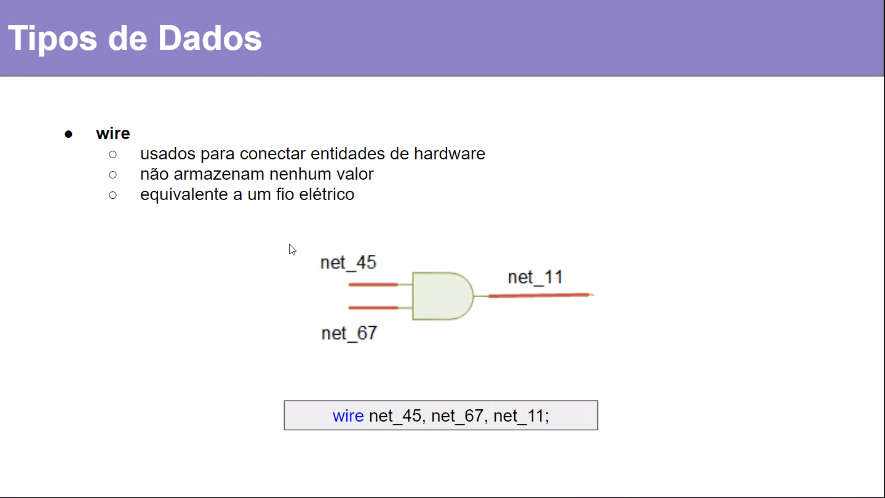 Tipos de Dados
● wire
○ usados para conectar entidades de hardware
○ não armazenam nenhum valor
○ equivalente a um fio elétrico
net_45
net_11
net_67
wire net_45, net_67, net_11;